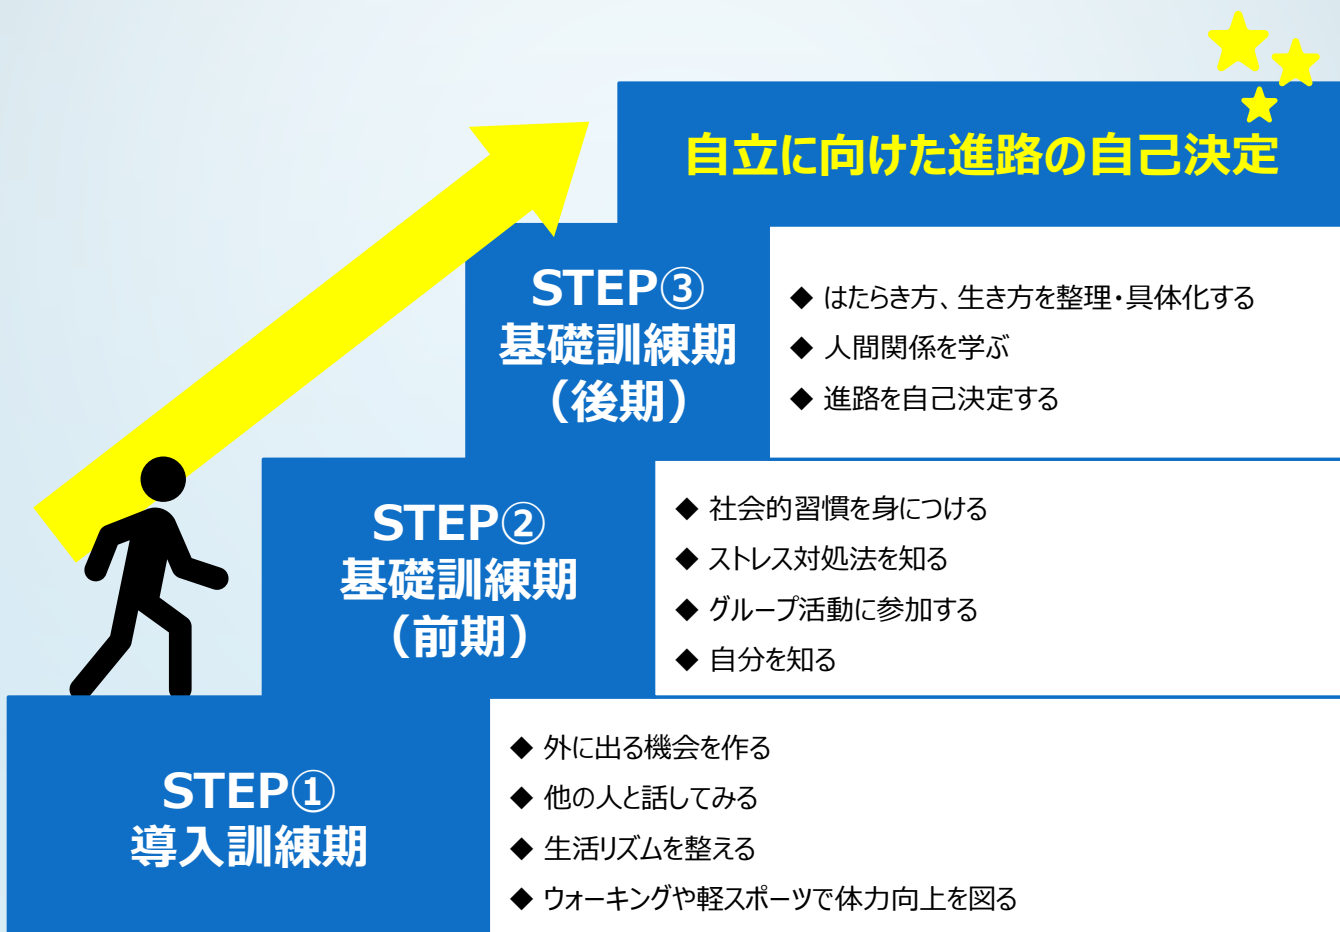 自立に向けた進路の自己決定
STEP③
基礎訓練期
（後期）
◆ はたらき方、生き方を整理・具体化する
◆ 人間関係を学ぶ
◆ 進路を自己決定する
STEP②
基礎訓練期
（前期）
◆ 社会的習慣を身につける
◆ ストレス対処法を知る
◆ グループ活動に参加する
◆ 自分を知る
STEP①
導入訓練期
◆ 外に出る機会を作る
◆ 他の人と話してみる
◆ 生活リズムを整える
◆ ウォーキングや軽スポーツで体力向上を図る